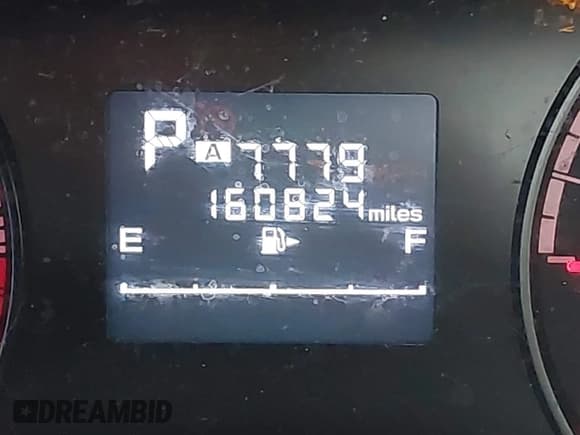 P
A 7779
160824 miles
E F
DREAMBID